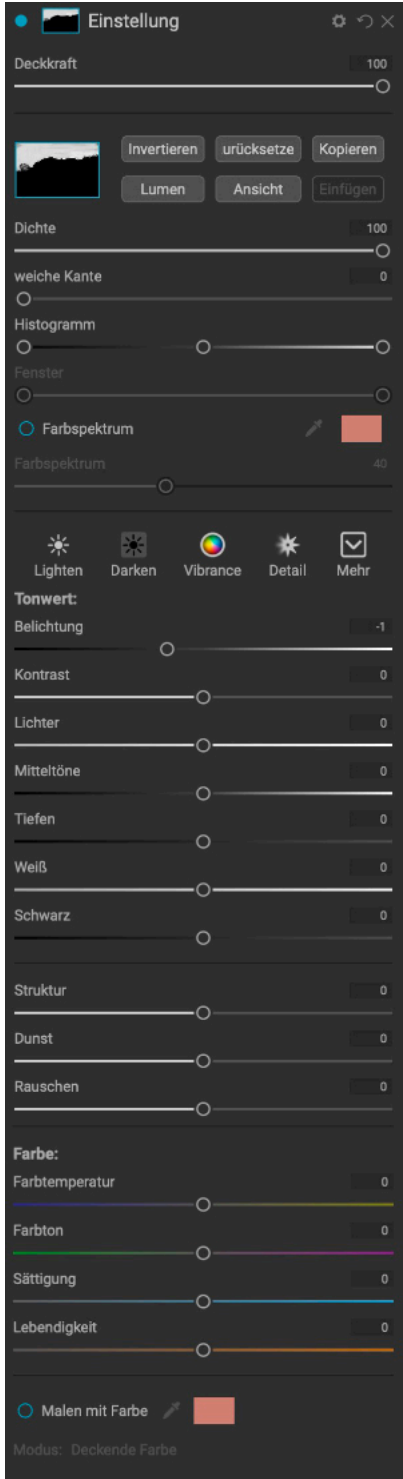 Einstellung
Deckkraft 100
Invertieren urücksetze Kopieren
Lumen Ansicht Einfügen
Dichte 100
weiche Kante 0
Histogramm
Fenster
Farbspektrum
Farbspektrum 40
Lighten Darken Vibrance Detail Mehr
Tonwert:
Belichtung -1
Kontrast 0
Lichter 0
Mitteltöne 0
Tiefen 0
Weiß 0
Schwarz 0
Struktur 0
Dunst 0
Rauschen 0
Farbe:
Farbtemperatur 0
Farbton 0
Sättigung 0
Lebendigkeit 0
Malen mit Farbe
Modus: Deckende Farbe